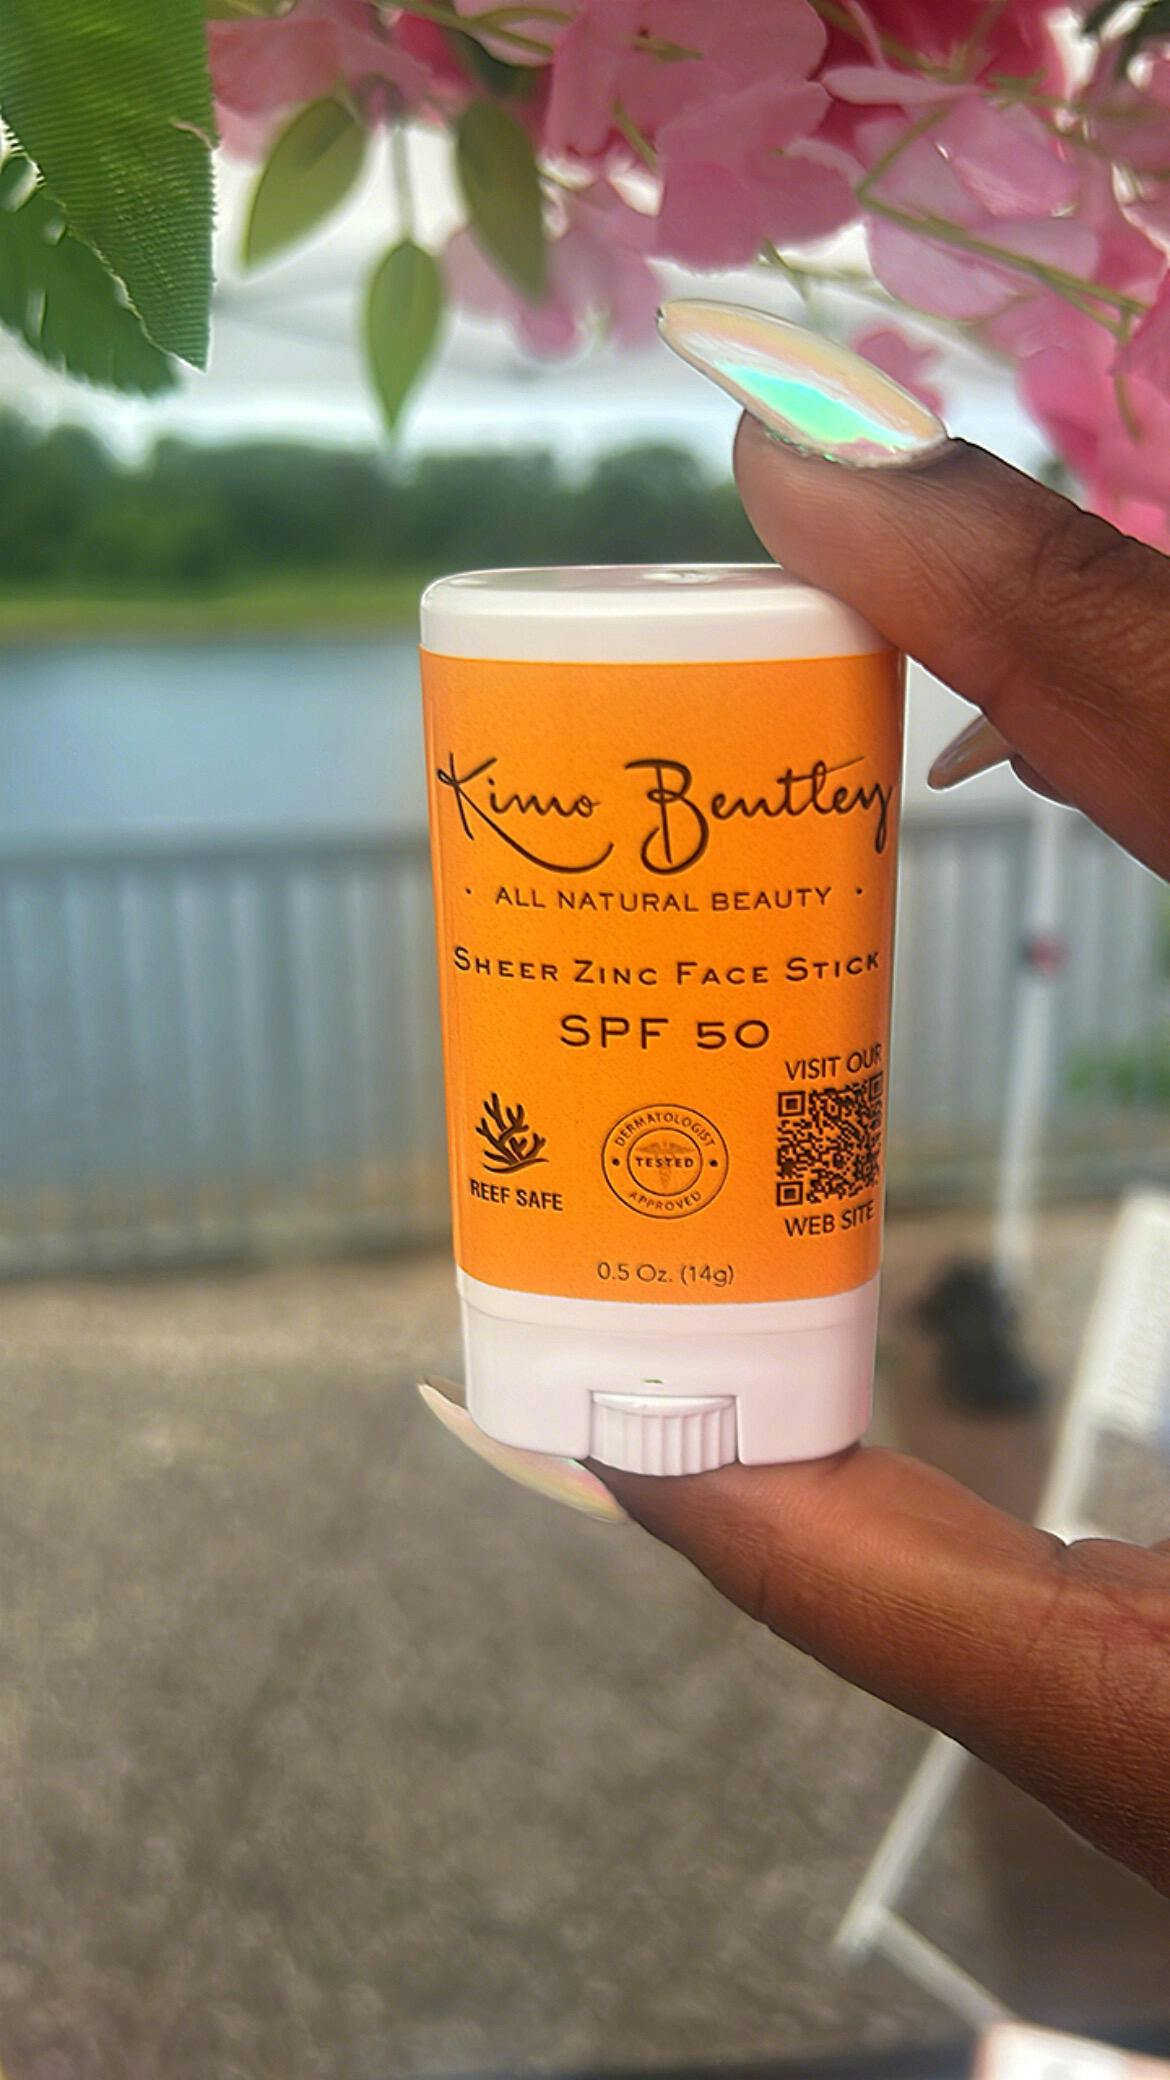 Kimo Bentley
· ALL NATURAL BEAUTY ·
SHEER ZINC FACE STICK
SPF 50
VISIT OUR
WEB SITE
REEF SAFE
DERMATOLOGIST
TESTED
APPROVED
0.5 Oz. (14g)